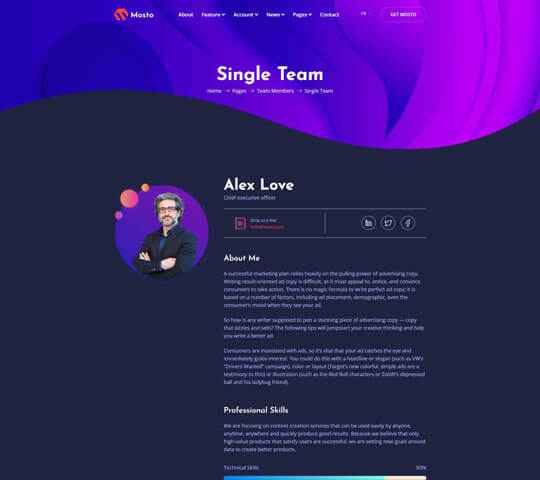 Mosto
About Feature Account News Pages Contact
GET MOSTO
Single Team
Home → Pages → Team Members → Single Team
Alex Love
Chief executive officer
About Me
A successful marketing plan relies heavily on the pulling power of advertising copy.
Writing result-oriented ad copy is difficult, as it must appeal to, entice, and convince
consumers to take action. There is no magic formula to write perfect ad copy; it is
based on a number of factors, including ad placement, demographic, even the
consumer's mood when they see your ad.
So how is any writer supposed to pen a stunning piece of advertising copy — copy
that sizzles and sells? The following tips will jumpstart your creative thinking and help
you write a better ad.
Consumers are inundated with ads, so it's vital that your ad catches the eye and
immediately grabs interest. You could do this with a headline or slogan (such as VW's
"Drivers Wanted" campaign), color or layout (Target's new colorful, simple ads are a
testimony to this) or illustration (such as the Red Bull characters or Zoloft's depressed
ball and his ladybug friend).
Professional Skills
We are focusing on content creation services that can be used easily by anyone,
anytime, anywhere and quickly produce good results. Because we believe that only
high-value products that satisfy users are successful, we are setting new goals around
data to create better products.
Technical Skills